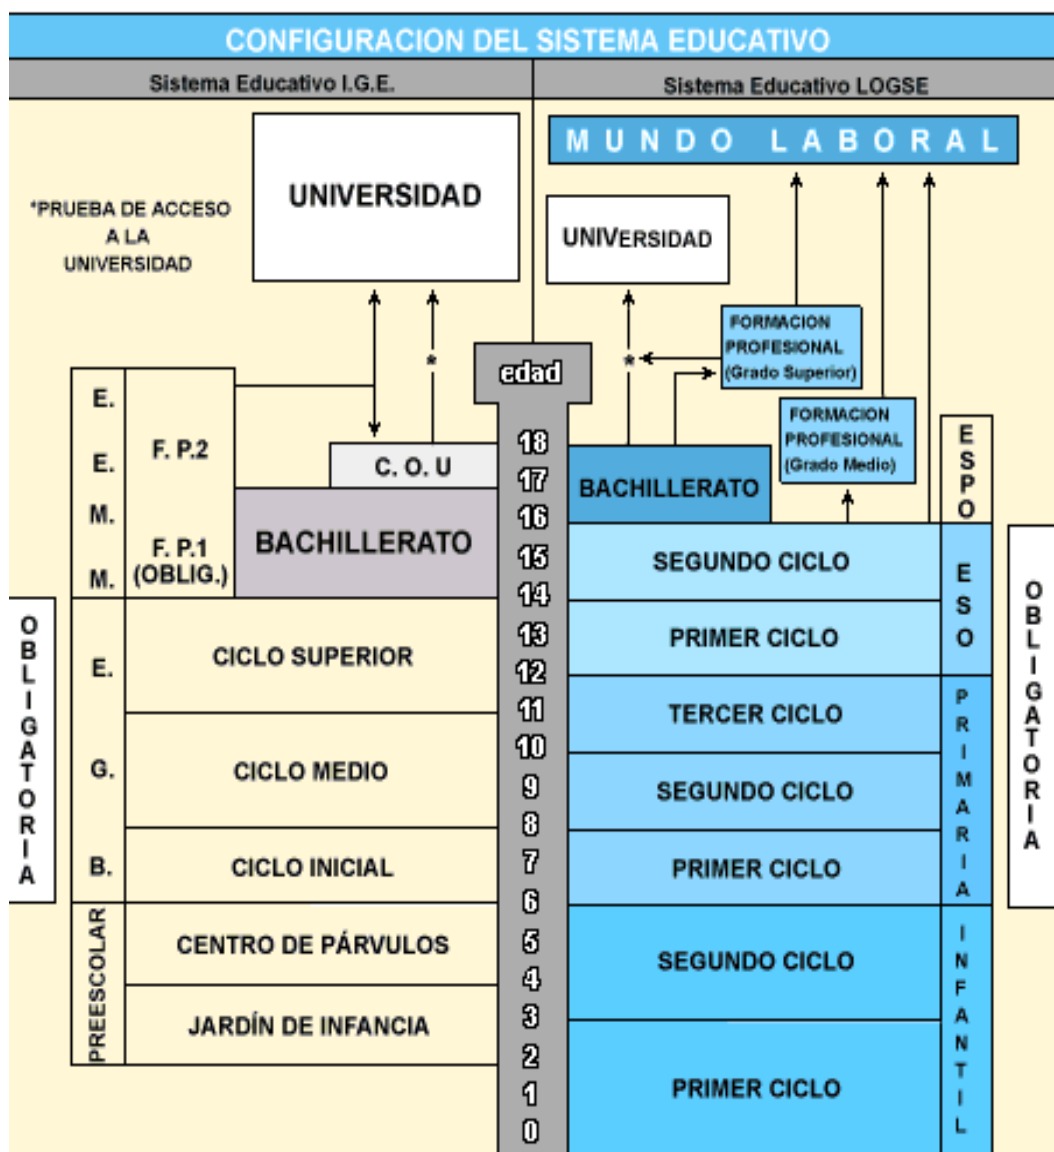 CONFIGURACION DEL SISTEMA EDUCATIVO
Sistema Educativo I.G.E.
Sistema Educativo LOGSE
*PRUEBA DE ACCESO
A LA
UNIVERSIDAD
UNIVERSIDAD
*
E.
E.
M.
M.
F. P.2
F. P.1
(OBLIG.)
C. O. U
BACHILLERATO
OBLIGATORIA
E.
G.
B.
CICLO SUPERIOR
CICLO MEDIO
CICLO INICIAL
PREESCOLAR
CENTRO DE PÁRVULOS
JARDÍN DE INFANCIA
edad
18
17
16
15
14
13
12
11
10
9
8
7
6
5
4
3
2
1
0
MUNDO LABORAL
UNIVERSIDAD
*
FORMACION
PROFESIONAL
(Grado Superior)
FORMACION
PROFESIONAL
(Grado Medio)
BACHILLERATO
ESPO
SEGUNDO CICLO
PRIMER CICLO
ESO
TERCER CICLO
SEGUNDO CICLO
PRIMER CICLO
PRIMARIA
SEGUNDO CICLO
PRIMER CICLO
INFANTIL
OBLIGATORIA